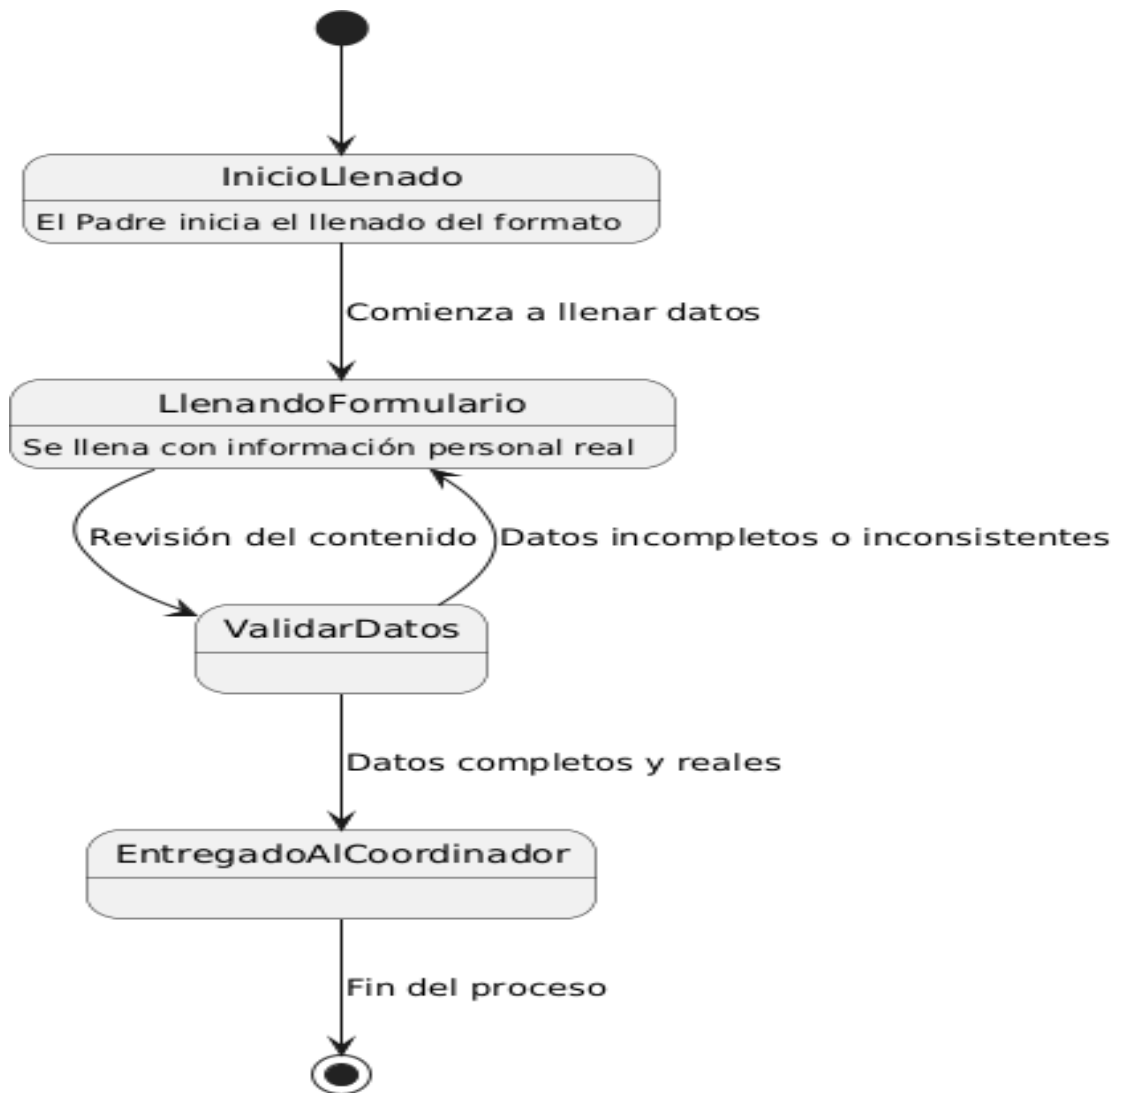 InicioLlenado
El Padre inicia el llenado del formato
Comienza a llenar datos
LlenandoFormulario
Se llena con información personal real
Revisión del contenido
Datos incompletos o inconsistentes
ValidarDatos
Datos completos y reales
EntregadoAlCoordinador
Fin del proceso